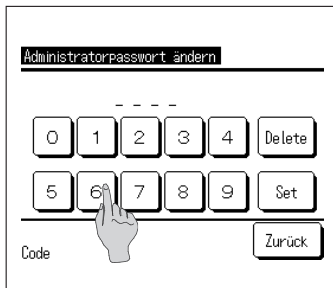 Administratorpasswort ändern
_ _ _ _
0 1 2 3 4 Delete
5 6 7 8 9 Set
Code Zurück